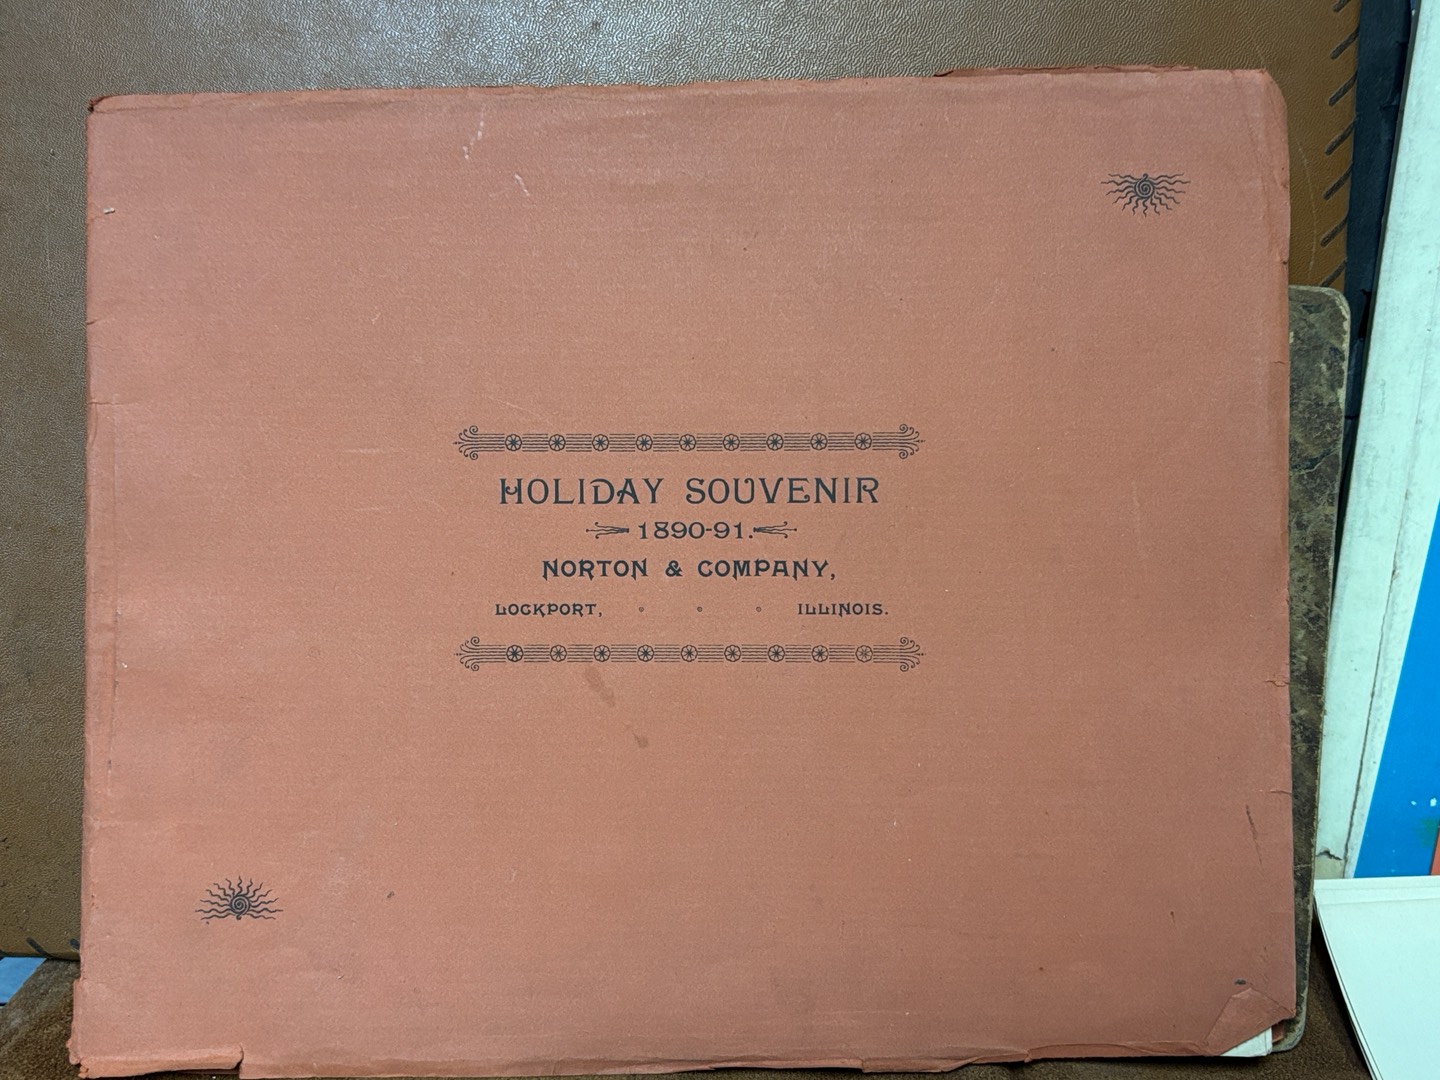 HOLIDAY SOUVENIR
1890-91.
NORTON & COMPANY,
LOCKPORT, ILLINOIS.